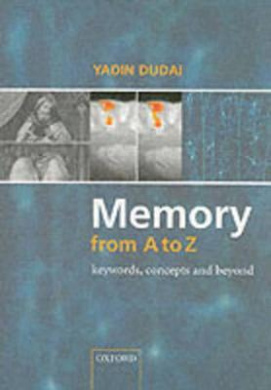 YADIN DUDAI
Memory
from A to Z
keywords, concepts and beyond
OXFORD